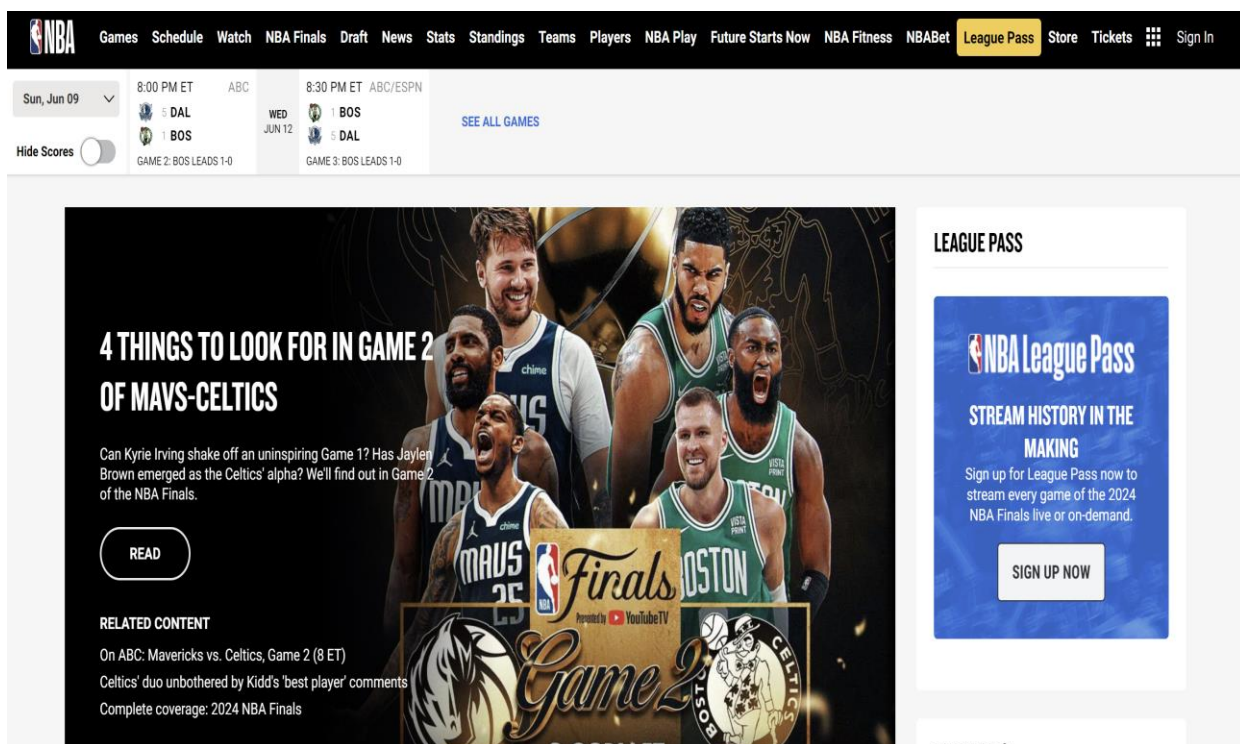 NBA Games Schedule Watch NBA Finals Draft News Stats Standings Teams Players NBA Play Future Starts Now NBA Fitness NBABet League Pass Store Tickets Sign In
Sun, Jun 09
Hide Scores
8:00 PM ET ABC
5 DAL
1 BOS
GAME 2: BOS LEADS 1-0
WED
JUN 12
8:30 PM ET ABC/ESPN
1 BOS
5 DAL
GAME 3: BOS LEADS 1-0
SEE ALL GAMES
4 THINGS TO LOOK FOR IN GAME 2
OF MAVS-CELTICS
Can Kyrie Irving shake off an uninspiring Game 1? Has Jaylen
Brown emerged as the Celtics' alpha? We'll find out in Game 2
of the NBA Finals.
READ
RELATED CONTENT
On ABC: Mavericks vs. Celtics, Game 2 (8 ET)
Celtics' duo unbothered by Kidd's 'best player' comments
Complete coverage: 2024 NBA Finals
chime
chime
MAVS
25
VISTA
PRINT
VISTA
PRINT
BOSTON
NBA
Finals
Presented by YouTubeTV
Game 2
BOSTON
CELTICS
LEAGUE PASS
NBA League Pass
STREAM HISTORY IN THE
MAKING
Sign up for League Pass now to
stream every game of the 2024
NBA Finals live or on-demand.
SIGN UP NOW